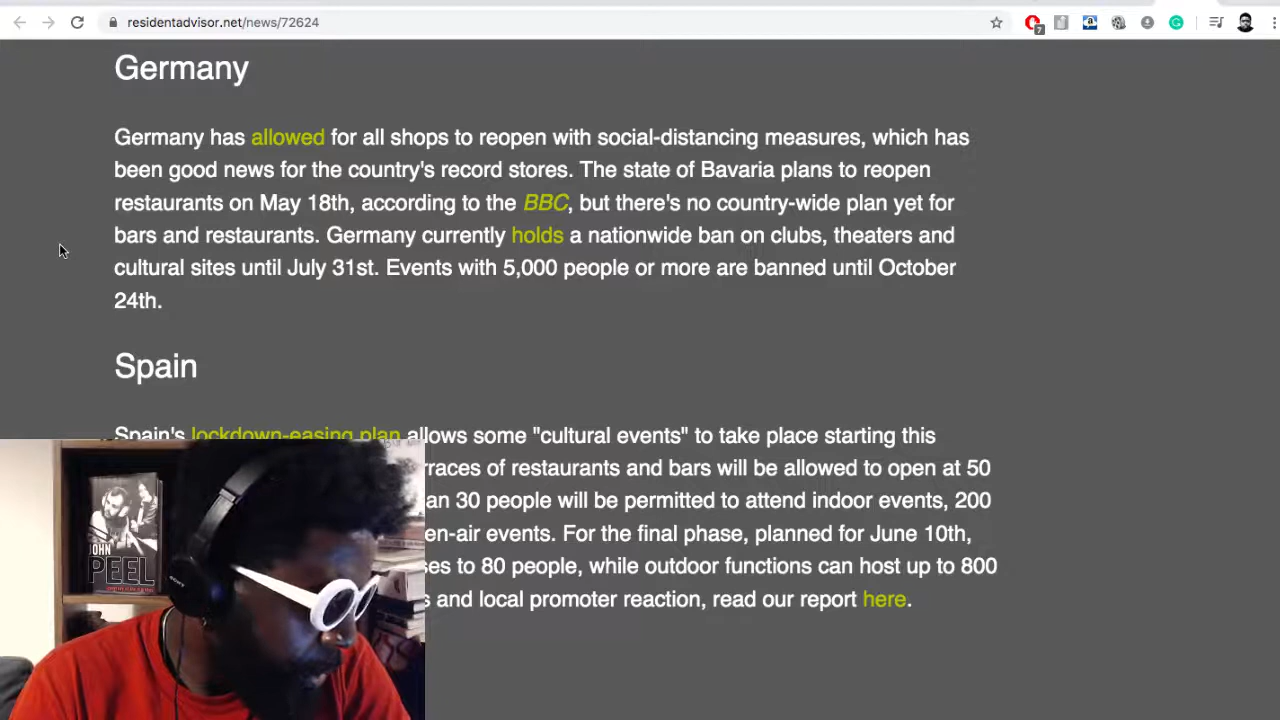 residentadvisor.net/news/72624
7
Germany
Germany has allowed for all shops to reopen with social-distancing measures, which has
been good news for the country's record stores. The state of Bavaria plans to reopen
restaurants on May 18th, according to the BBC, but there's no country-wide plan yet for
bars and restaurants. Germany currently holds a nationwide ban on clubs, theaters and
cultural sites until July 31st. Events with 5,000 people or more are banned until October
24th.
Spain
Spain's lockdown-easing plan allows some "cultural events" to take place starting this
rraces of restaurants and bars will be allowed to open at 50
an 30 people will be permitted to attend indoor events, 200
en-air events. For the final phase, planned for June 10th,
ses to 80 people, while outdoor functions can host up to 800
s and local promoter reaction, read our report here.
JOHN
PEEL
SONY